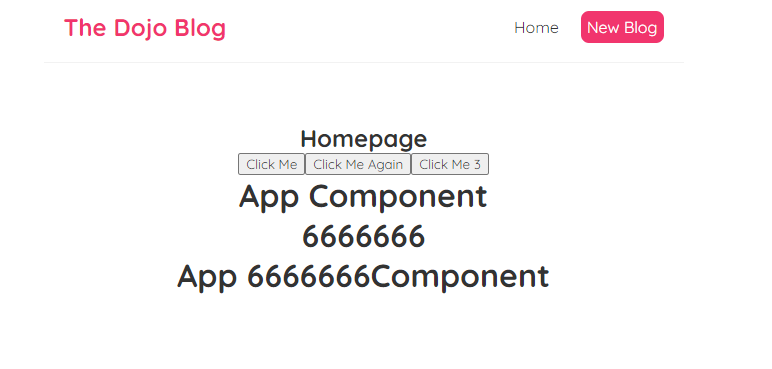 The Dojo Blog
Home
New Blog
Homepage
Click Me
Click Me Again
Click Me 3
App Component
6666666
App 6666666Component